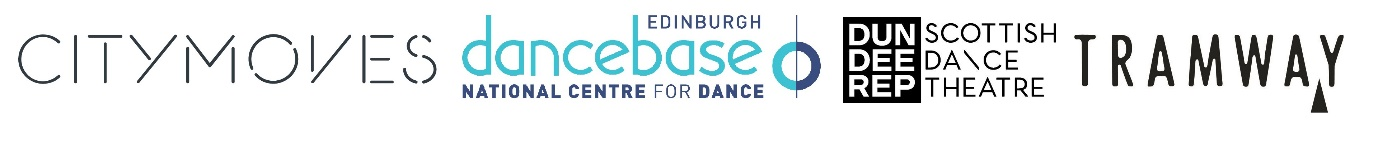 CITYMOVES
EDINBURGH
dancebase
NATIONAL CENTRE FOR DANCE
DUN
DEE
REP
SCOTTISH
DANCE
THEATRE
TRAMWAY